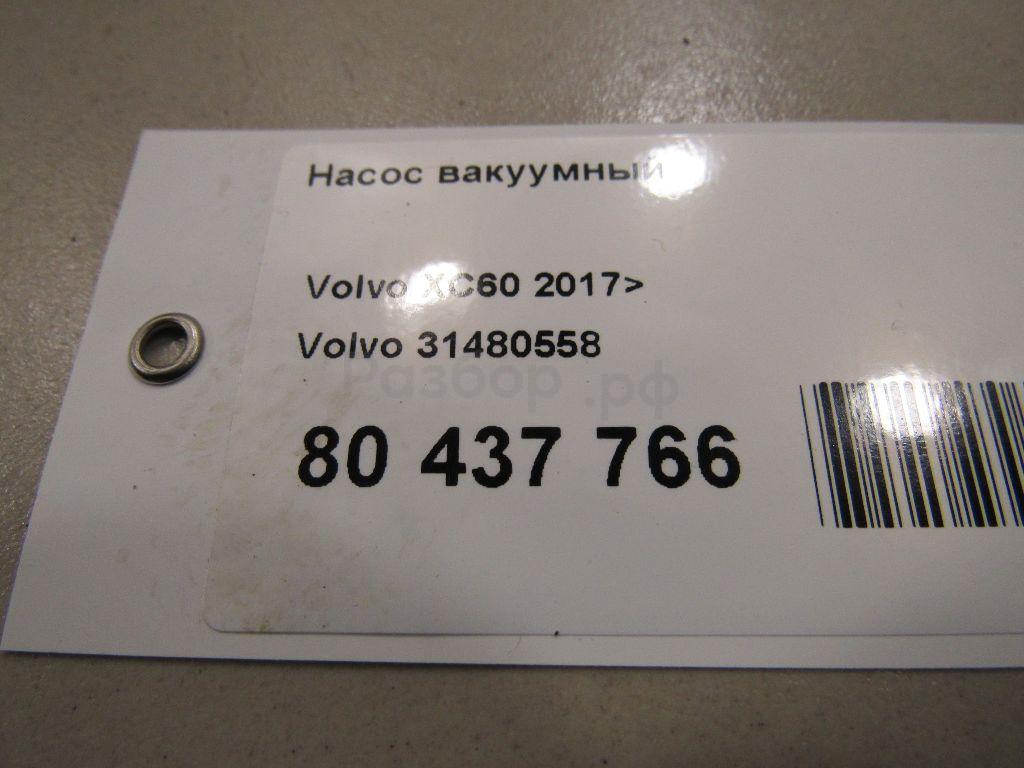 Насос вакуумный
Volvo XC60 2017>
Volvo 31480558
Разбор.рф
80 437 766